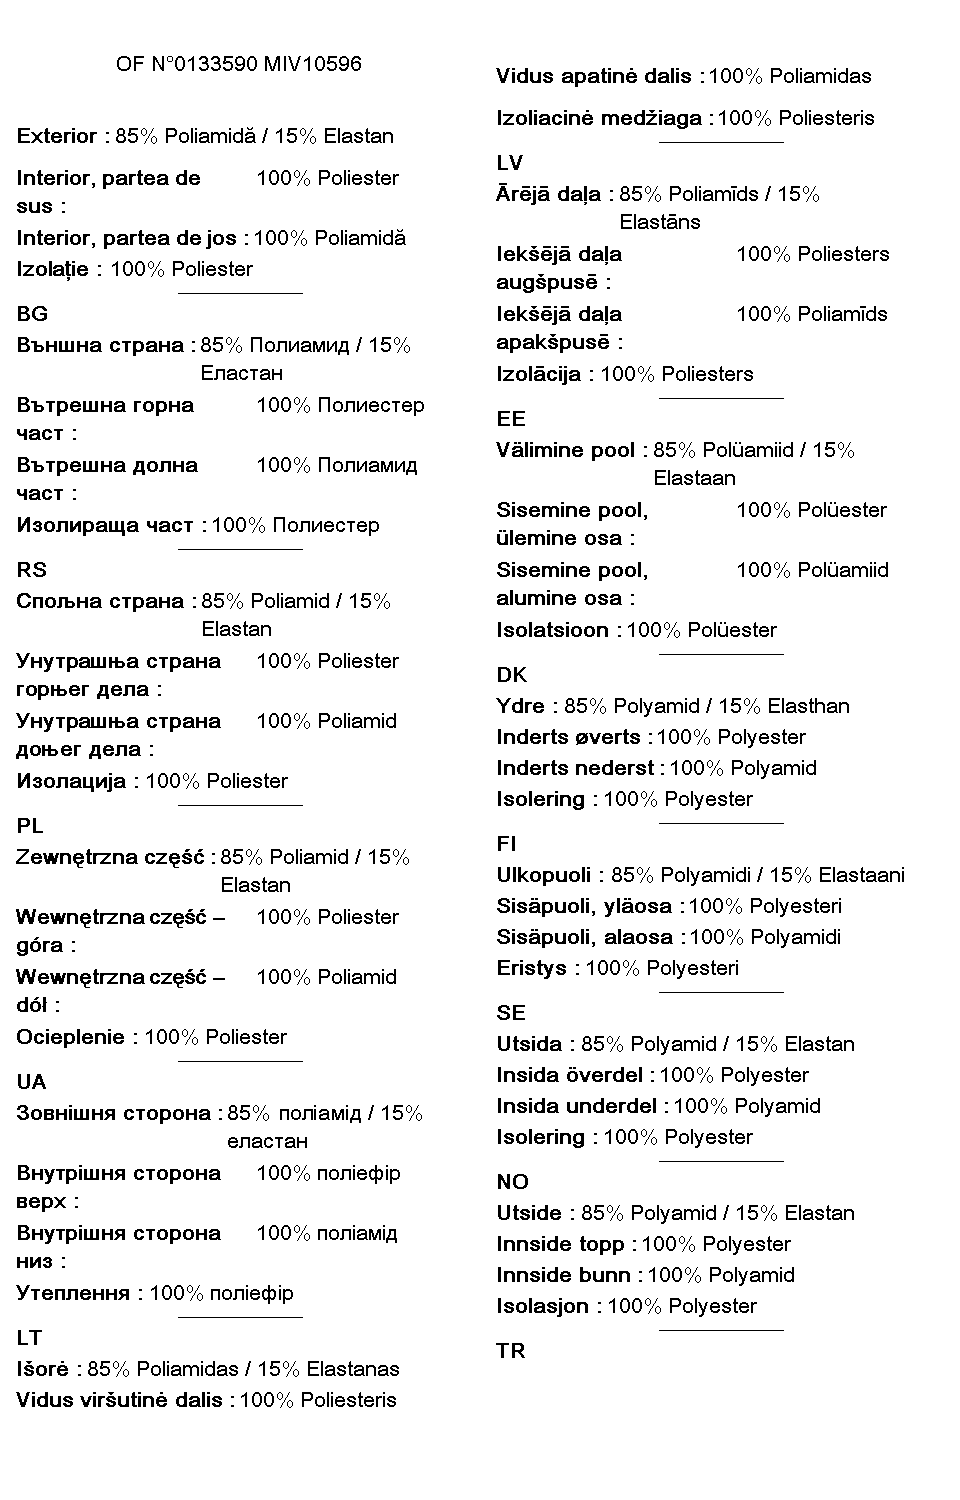 OF N°0133590 MIV10596
Exterior : 85% Poliamidă / 15% Elastan
Interior, partea de sus : 100% Poliester
Interior, partea de jos : 100% Poliamidă
Izolaţie : 100% Poliester
BG
Външна страна : 85% Полиамид / 15%
Еластан
Вътрешна горна част : 100% Полиестер
Вътрешна долна част : 100% Полиамид
Изолираща част : 100% Полиестер
RS
Спољна страна : 85% Poliamid / 15%
Elastan
Унутрашња страна горњег дела : 100% Poliester
Унутрашња страна доњег дела : 100% Poliamid
Изолација : 100% Poliester
PL
Zewnętrzna część : 85% Poliamid / 15%
Elastan
Wewnętrzna część – góra : 100% Poliester
Wewnętrzna część – dół : 100% Poliamid
Ocieplenie : 100% Poliester
UA
Зовнішня сторона : 85% поліамід / 15%
еластан
Внутрішня сторона верх : 100% поліефір
Внутрішня сторона низ : 100% поліамід
Утеплення : 100% поліефір
LT
Išorė : 85% Poliamidas / 15% Elastanas
Vidus viršutinė dalis : 100% Poliesteris
Vidus apatinė dalis : 100% Poliamidas
Izoliacinė medžiaga : 100% Poliesteris
LV
Ārējā daļa : 85% Poliamīds / 15%
Elastāns
Iekšējā daļa augšpusē : 100% Poliesters
Iekšējā daļa apakšpusē : 100% Poliamīds
Izolācija : 100% Poliesters
EE
Välimine pool : 85% Polüamiid / 15%
Elastaan
Sisemine pool, ülemine osa : 100% Polüester
Sisemine pool, alumine osa : 100% Polüamiid
Isolatsioon : 100% Polüester
DK
Ydre : 85% Polyamid / 15% Elasthan
Inderts øverts : 100% Polyester
Inderts nederst : 100% Polyamid
Isolering : 100% Polyester
FI
Ulkopuoli : 85% Polyamidi / 15% Elastaani
Sisäpuoli, yläosa : 100% Polyesteri
Sisäpuoli, alaosa : 100% Polyamidi
Eristys : 100% Polyesteri
SE
Utsida : 85% Polyamid / 15% Elastan
Insida överdel : 100% Polyester
Insida underdel : 100% Polyamid
Isolering : 100% Polyester
NO
Utside : 85% Polyamid / 15% Elastan
Innside topp : 100% Polyester
Innside bunn : 100% Polyamid
Isolasjon : 100% Polyester
TR